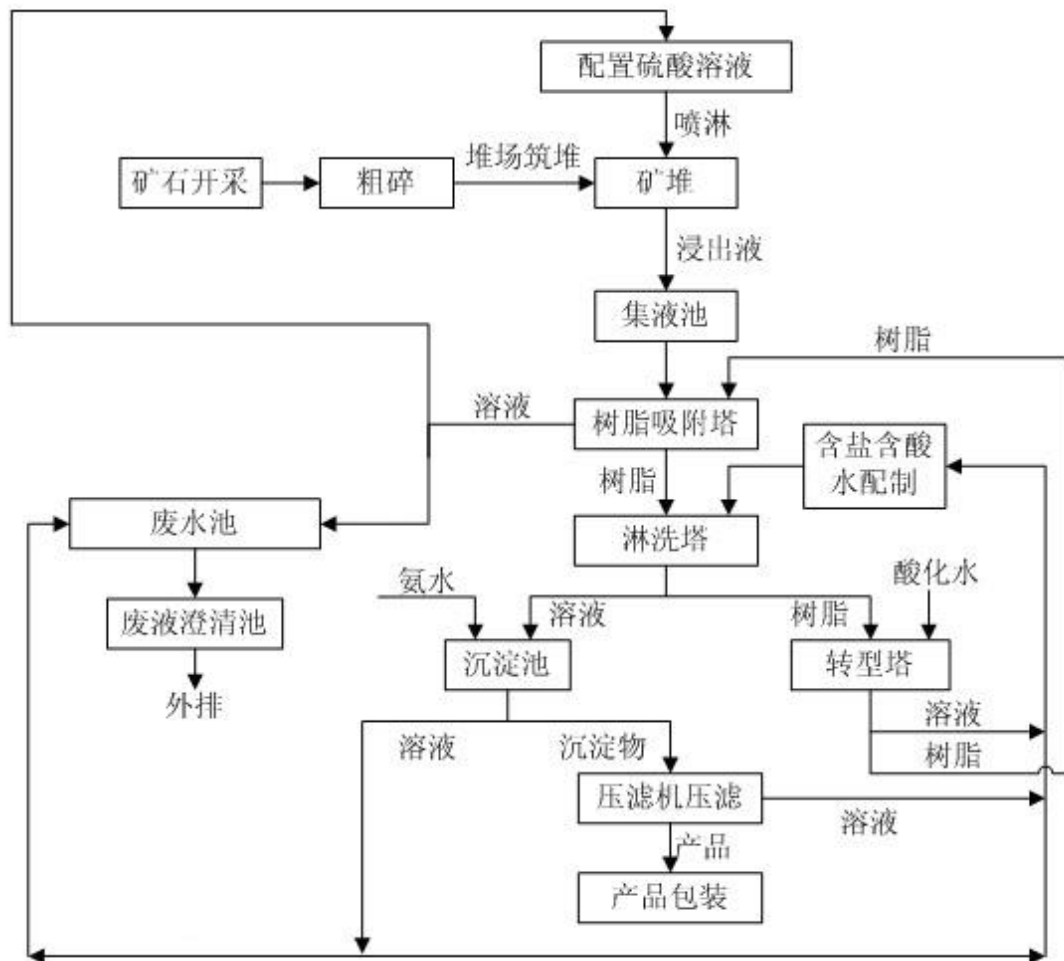 配置硫酸溶液
喷淋
矿石开采
粗碎
堆场筑堆
矿堆
浸出液
集液池
树脂
溶液
树脂吸附塔
含盐含酸
水配制
树脂
废水池
淋洗塔
氨水
溶液
树脂
酸化水
废液澄清池
沉淀池
转型塔
外排
溶液
沉淀物
溶液
树脂
压滤机压滤
溶液
产品
产品包装